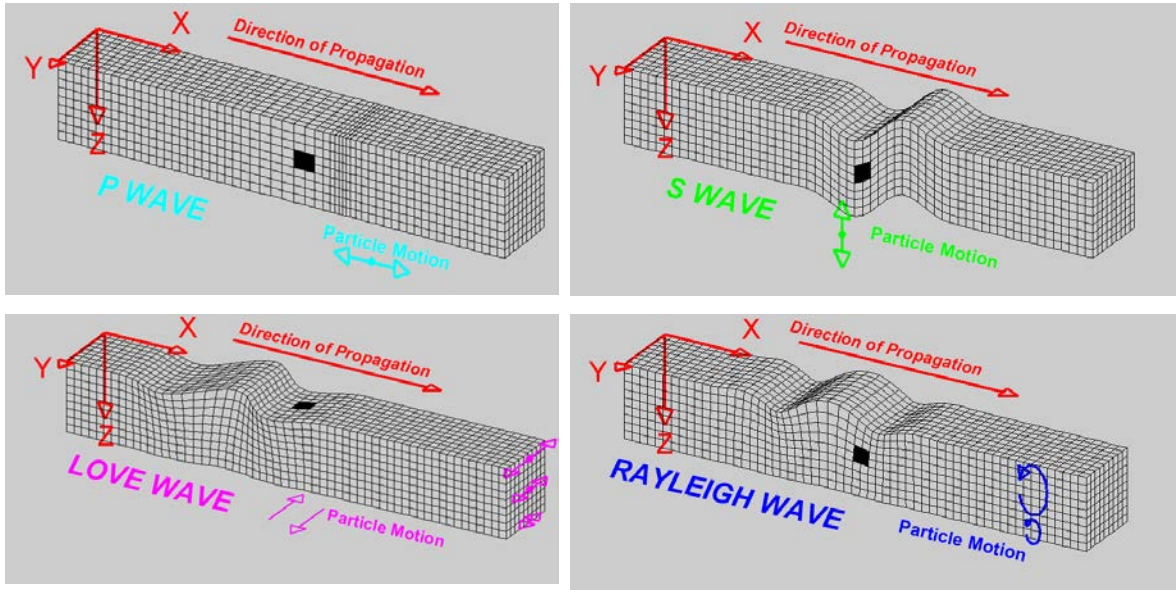 X
Direction of Propagation
Y
Z
P WAVE
Particle Motion
X
Direction of Propagation
Y
Z
S WAVE
Particle Motion
X
Direction of Propagation
Y
Z
LOVE WAVE
Particle Motion
X
Direction of Propagation
Y
Z
RAYLEIGH WAVE
Particle Motion